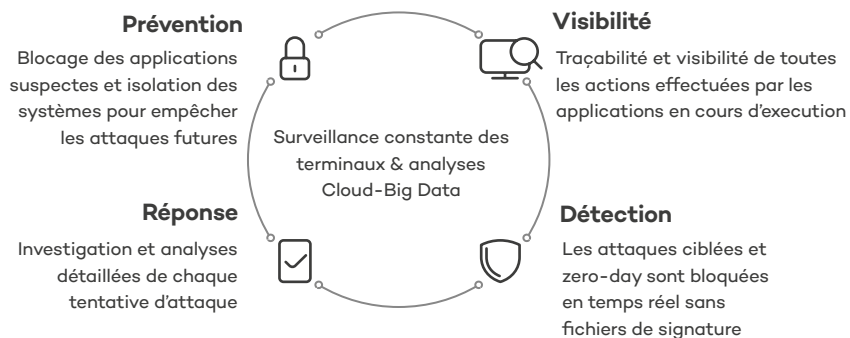 Prévention
Blocage des applications
suspectes et isolation des
systèmes pour empêcher
les attaques futures
Visibilité
Traçabilité et visibilité de toutes
les actions effectuées par les
applications en cours d'execution
Surveillance constante des
terminaux & analyses
Cloud-Big Data
Réponse
Investigation et analyses
détaillées de chaque
tentative d'attaque
Détection
Les attaques ciblées et
zero-day sont bloquées
en temps réel sans
fichiers de signature